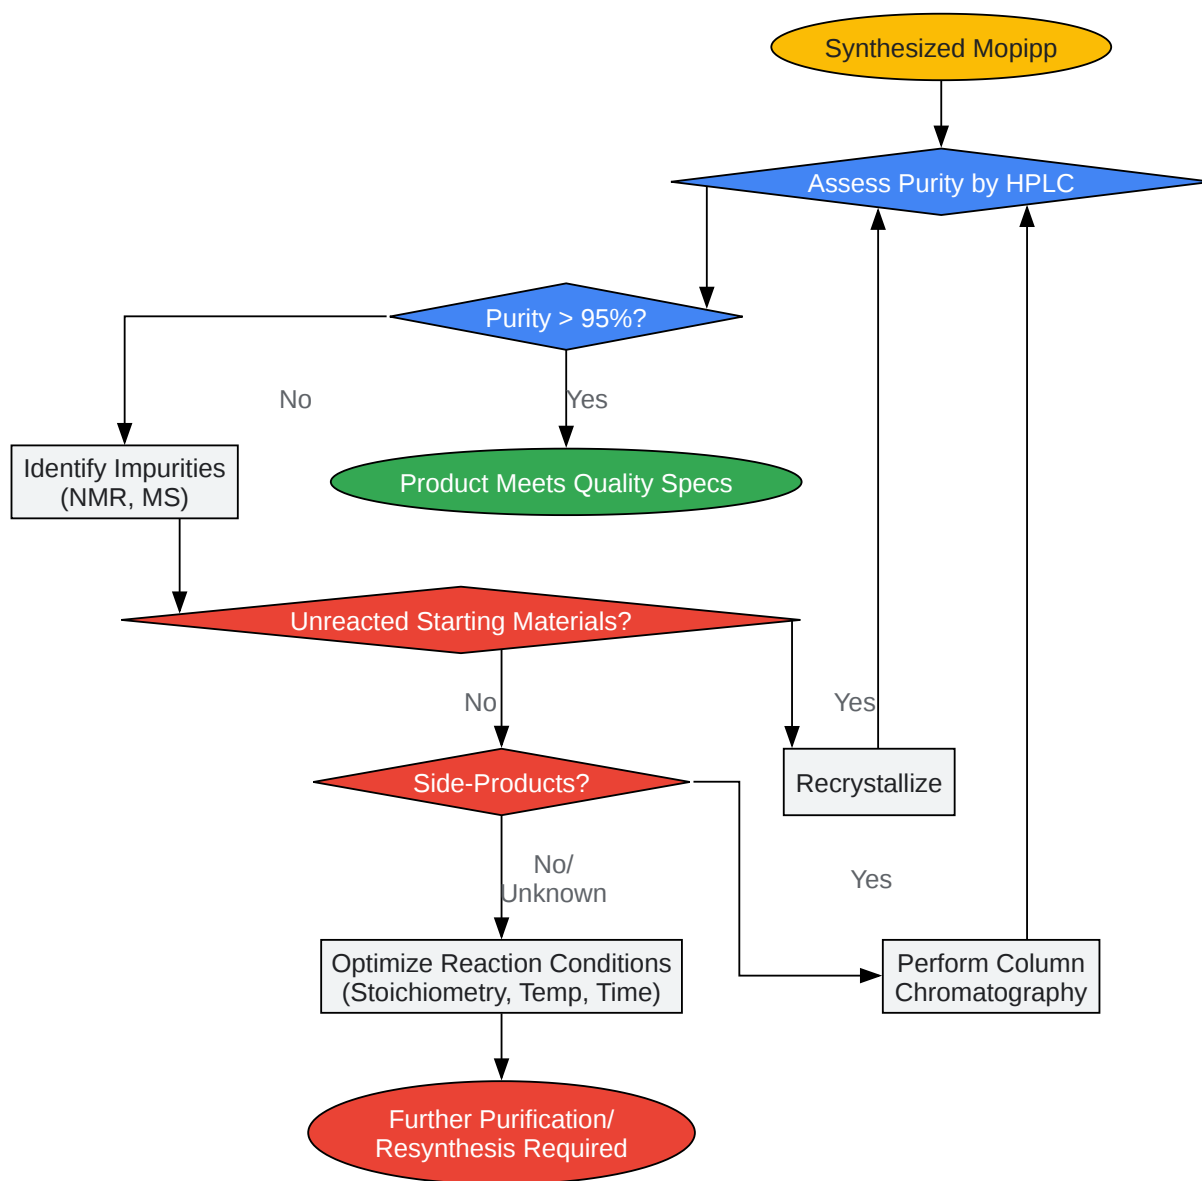 Synthesized Mopipp
Assess Purity by HPLC
Purity > 95%?
No
Yes
Identify Impurities
(NMR, MS)
Product Meets Quality Specs
Unreacted Starting Materials?
No
Yes
Side-Products?
Recrystallize
No/
Unknown
Yes
Optimize Reaction Conditions
(Stoichiometry, Temp, Time)
Perform Column
Chromatography
Further Purification/
Resynthesis Required